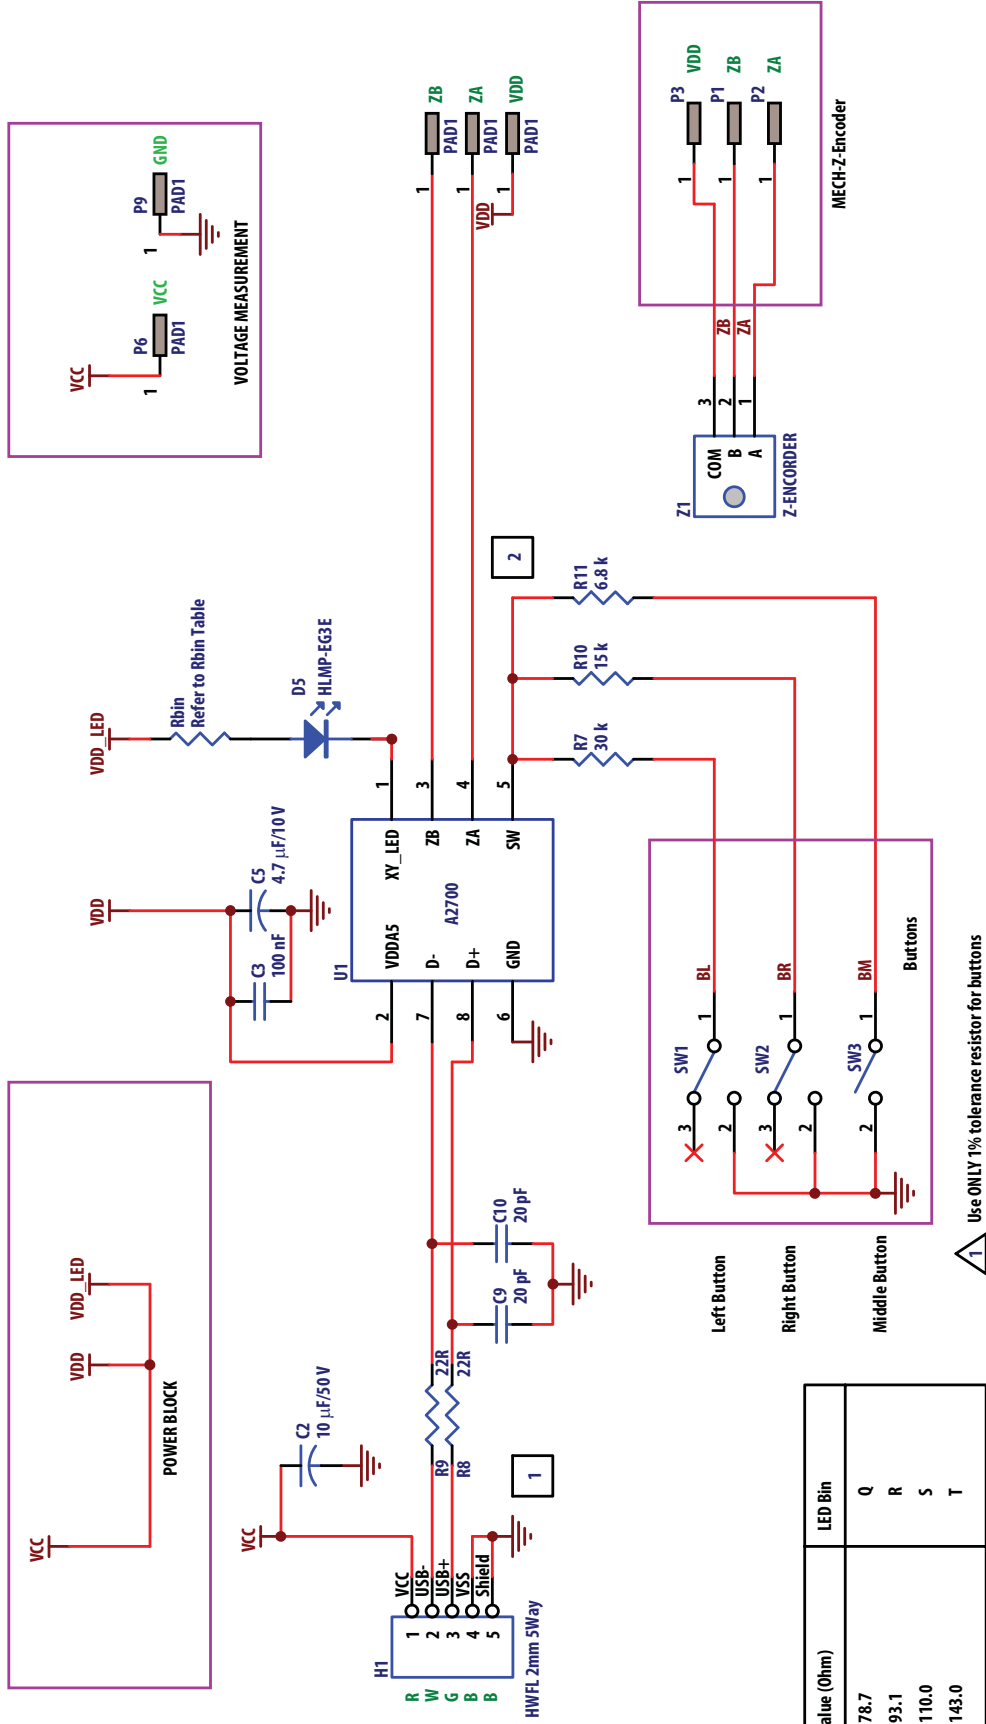 POWER BLOCK
VCC
VDD
VDD_LED
VOLTAGE MEASUREMENT
VCC
P6
PAD1
1
VCC
P9
PAD1
1
GND
VCC
C2
10 µF/50 V
H1
HWFL 2mm 5Way
R
W
G
B
B
1
2
3
4
5
VCC
USB-
USB+
VSS
Shield
1
R9
22R
R8
22R
C9
20 pF
C10
20 pF
VDD
C3
100 nF
C5
4.7 µF/10 V
U1
A2700
2
VDDA5
7
D-
8
D+
6
GND
1
XY_LED
3
ZB
4
ZA
5
SW
VDD_LED
Rbin
Refer to Rbin Table
D5
HLMP-EG3E
1
PAD1
ZB
1
PAD1
ZA
VDD
1
PAD1
VDD
2
R7
30 k
R10
15 k
R11
6.8 k
Left Button
SW1
3
2
1
BL
Right Button
SW2
3
2
1
BR
Middle Button
SW3
2
1
BM
Buttons
1
Use ONLY 1% tolerance resistor for buttons
Z1
Z-ENCORDER
COM
B
A
3
2
1
ZB
ZA
1
P3
VDD
1
P1
ZB
1
P2
ZA
MECH-Z-Encoder
alue (Ohm)
LED Bin
78.7
Q
93.1
R
110.0
S
143.0
T